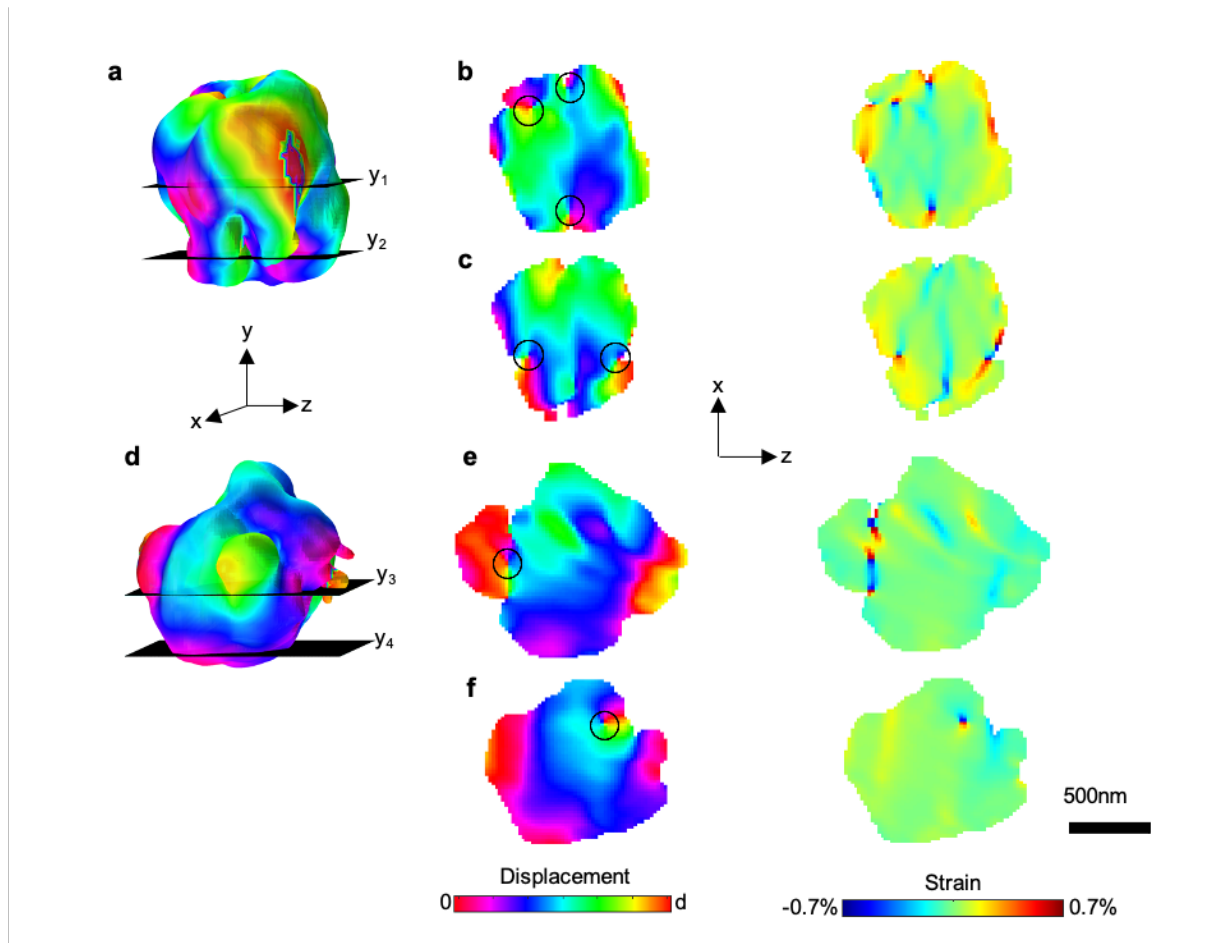 a
b
y₁
y₂
c
y
x
z
x
z
d
e
y₃
y₄
f
500nm
Displacement
0
d
Strain
-0.7%
0.7%